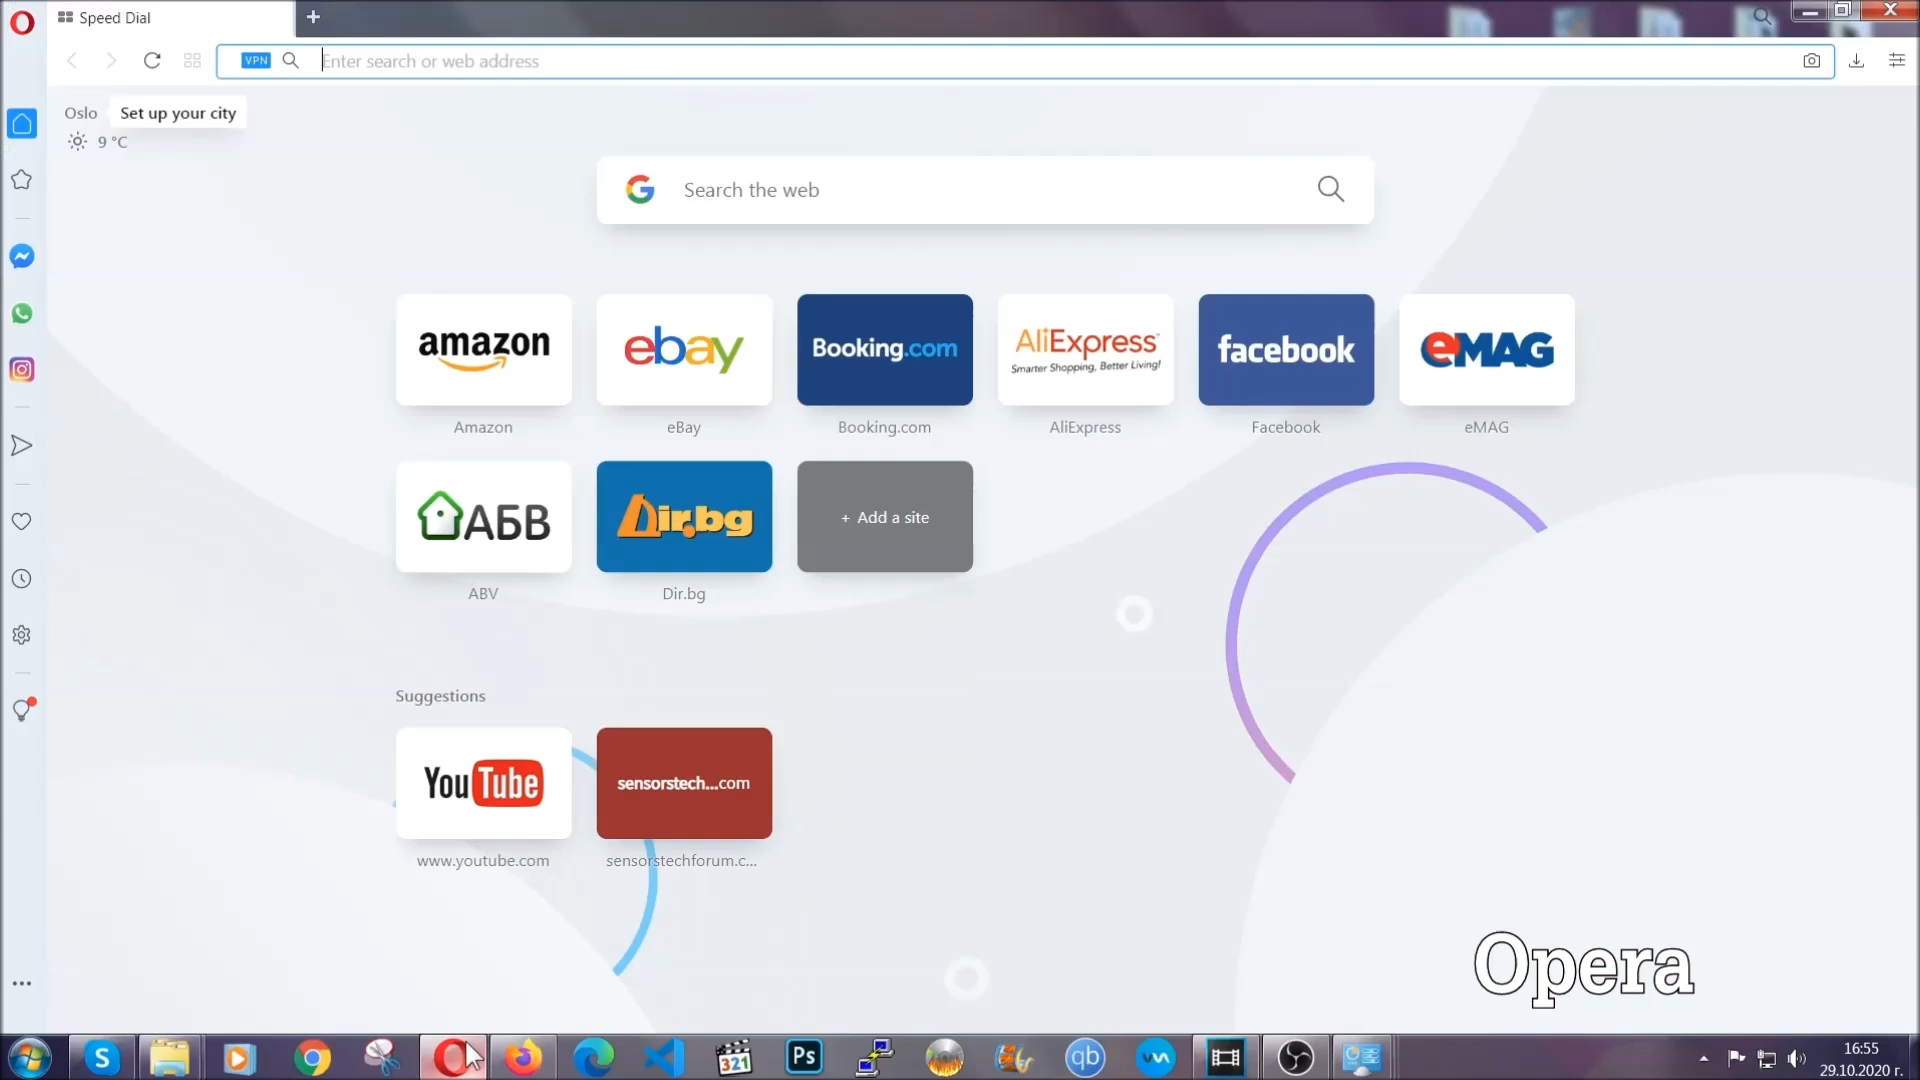 Speed Dial
VPN
Enter search or web address
Oslo
Set up your city
9 °C
Search the web
amazon
ebay
Booking.com
AliExpress
Smarter Shopping, Better Living!
facebook
eMAG
Amazon
eBay
Booking.com
AliExpress
Facebook
eMAG
АБВ
Dir.bg
+ Add a site
ABV
Dir.bg
Suggestions
YouTube
sensorstech...com
www.youtube.com
sensorstechforum.c...
Opera
S
321
Ps
qb
16:55
29.10.2020 г.